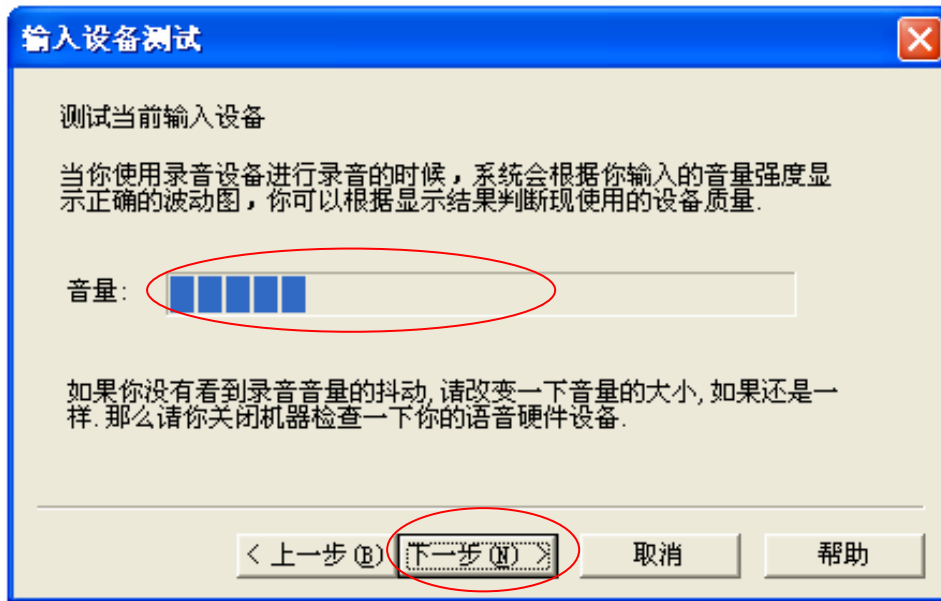 输入设备测试
测试当前输入设备
当你使用录音设备进行录音的时候，系统会根据你输入的音量强度显
示正确的波动图，你可以根据显示结果判断现使用的设备质量.
音量:
如果你没有看到录音音量的抖动,请改变一下音量的大小,如果还是一
样.那么请你关闭机器检查一下你的语音硬件设备.
< 上一步(B) 下一步(N) > 取消 帮助